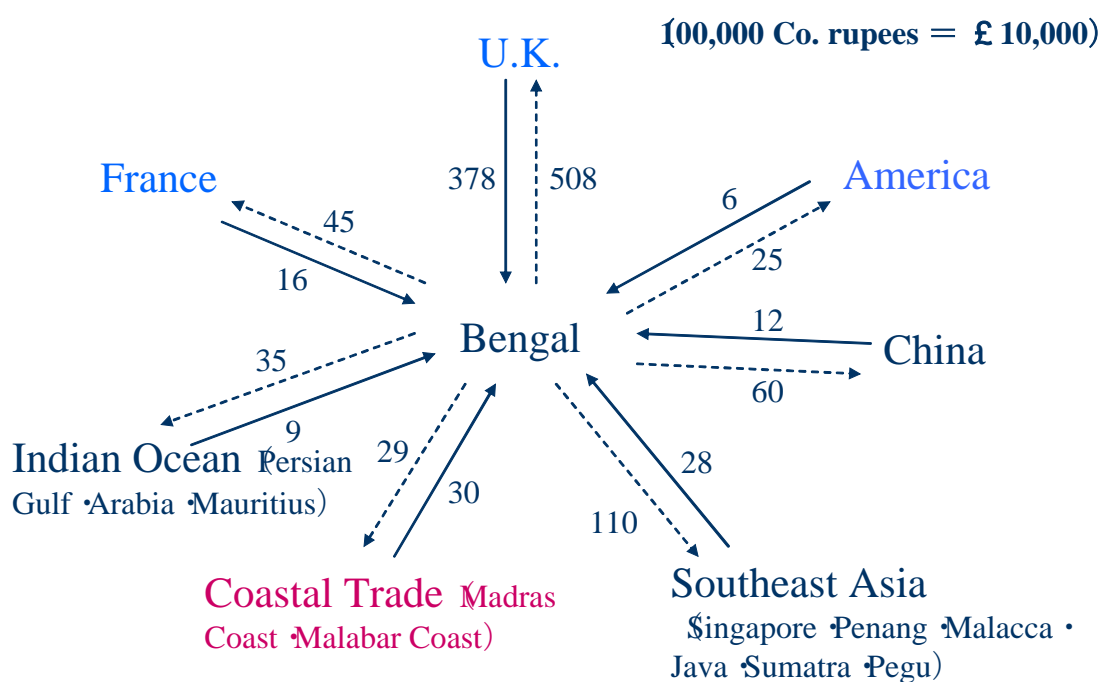 (100,000 Co. rupees = £10,000)
U.K.
France
America
378
508
6
45
25
16
12
Bengal
China
35
60
9
Indian Ocean (Persian
Gulf・Arabia・Mauritius)
29
28
30
110
Coastal Trade (Madras
Coast・Malabar Coast)
Southeast Asia
(Singapore・Penang・Malacca・
Java・Sumatra・Pegu)